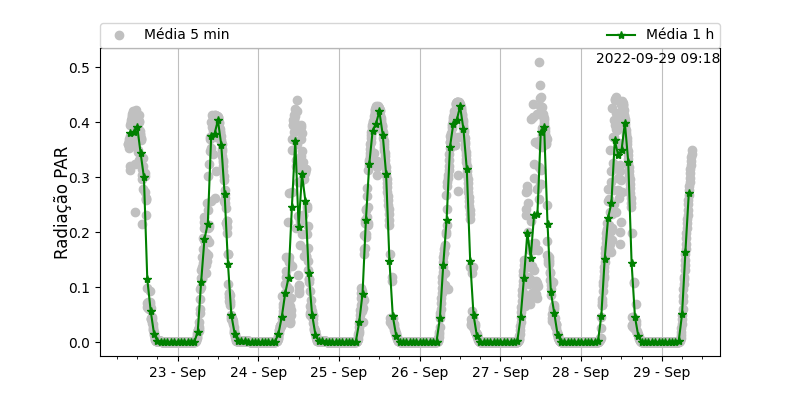 Média 5 min
Média 1 h
2022-09-29 09:18
Radiação PAR
0.5
0.4
0.3
0.2
0.1
0.0
23 - Sep
24 - Sep
25 - Sep
26 - Sep
27 - Sep
28 - Sep
29 - Sep